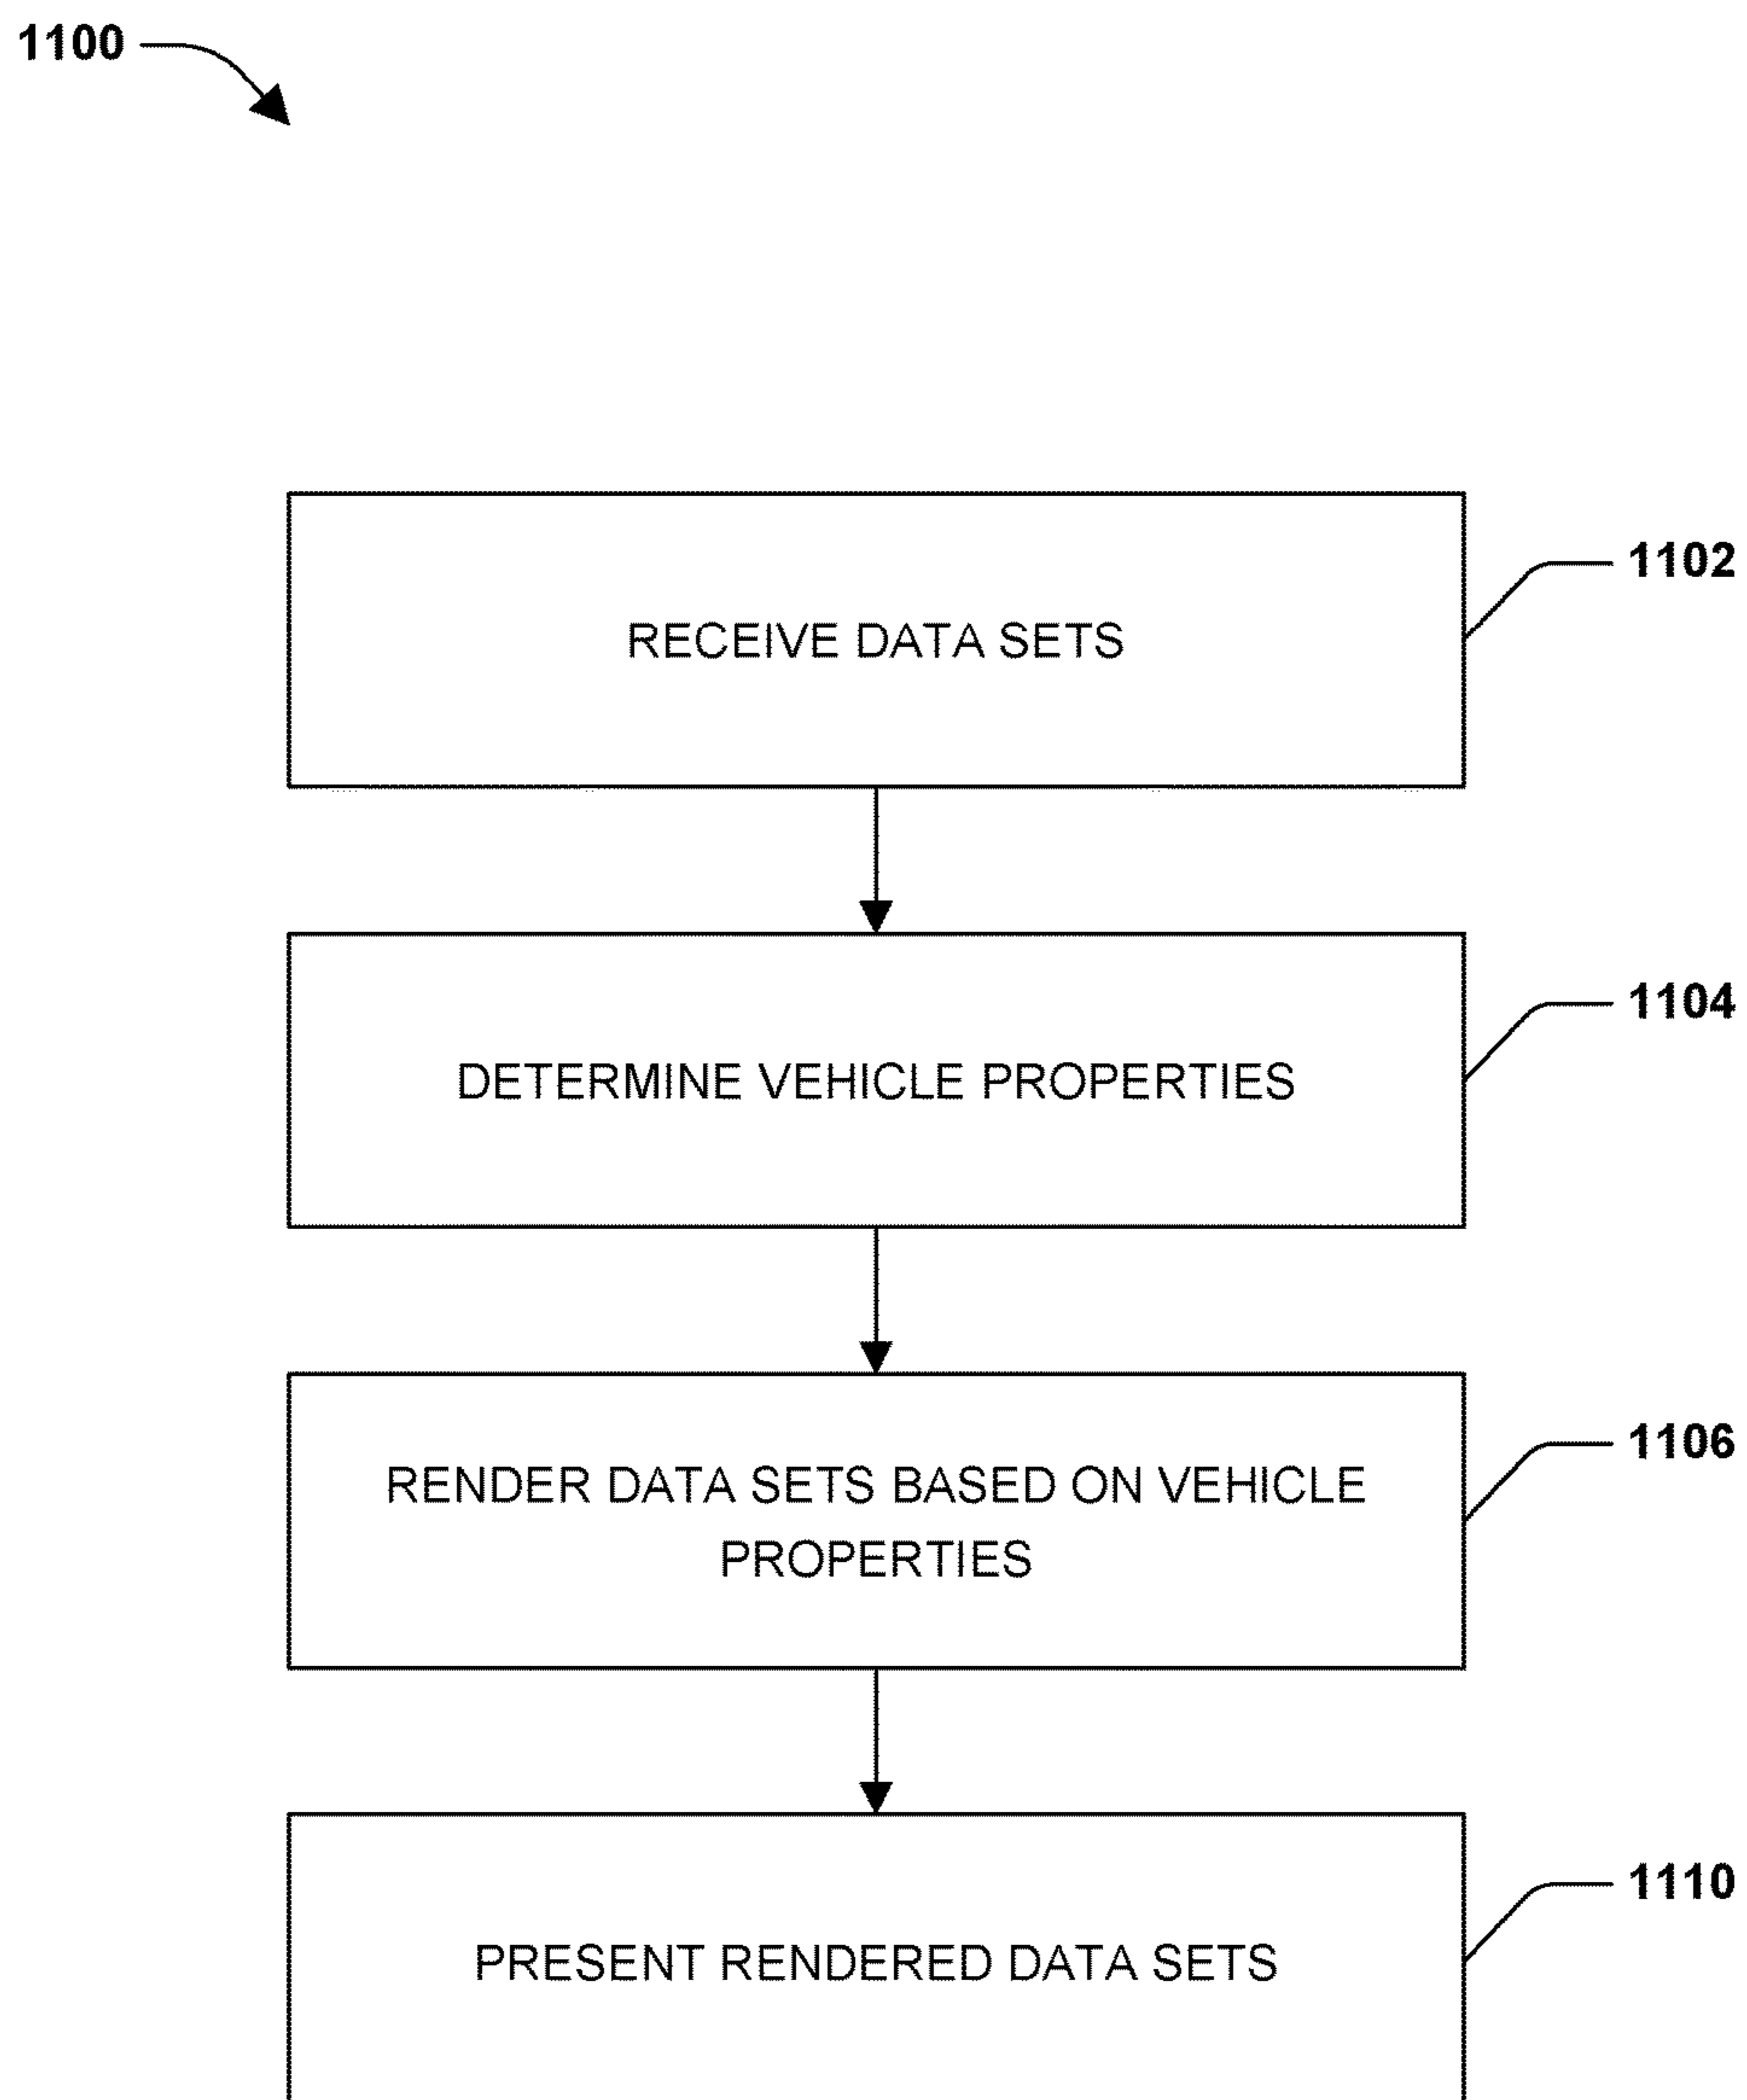 1100
RECEIVE DATA SETS
1102
DETERMINE VEHICLE PROPERTIES
1104
RENDER DATA SETS BASED ON VEHICLE
PROPERTIES
1106
PRESENT RENDERED DATA SETS
1110